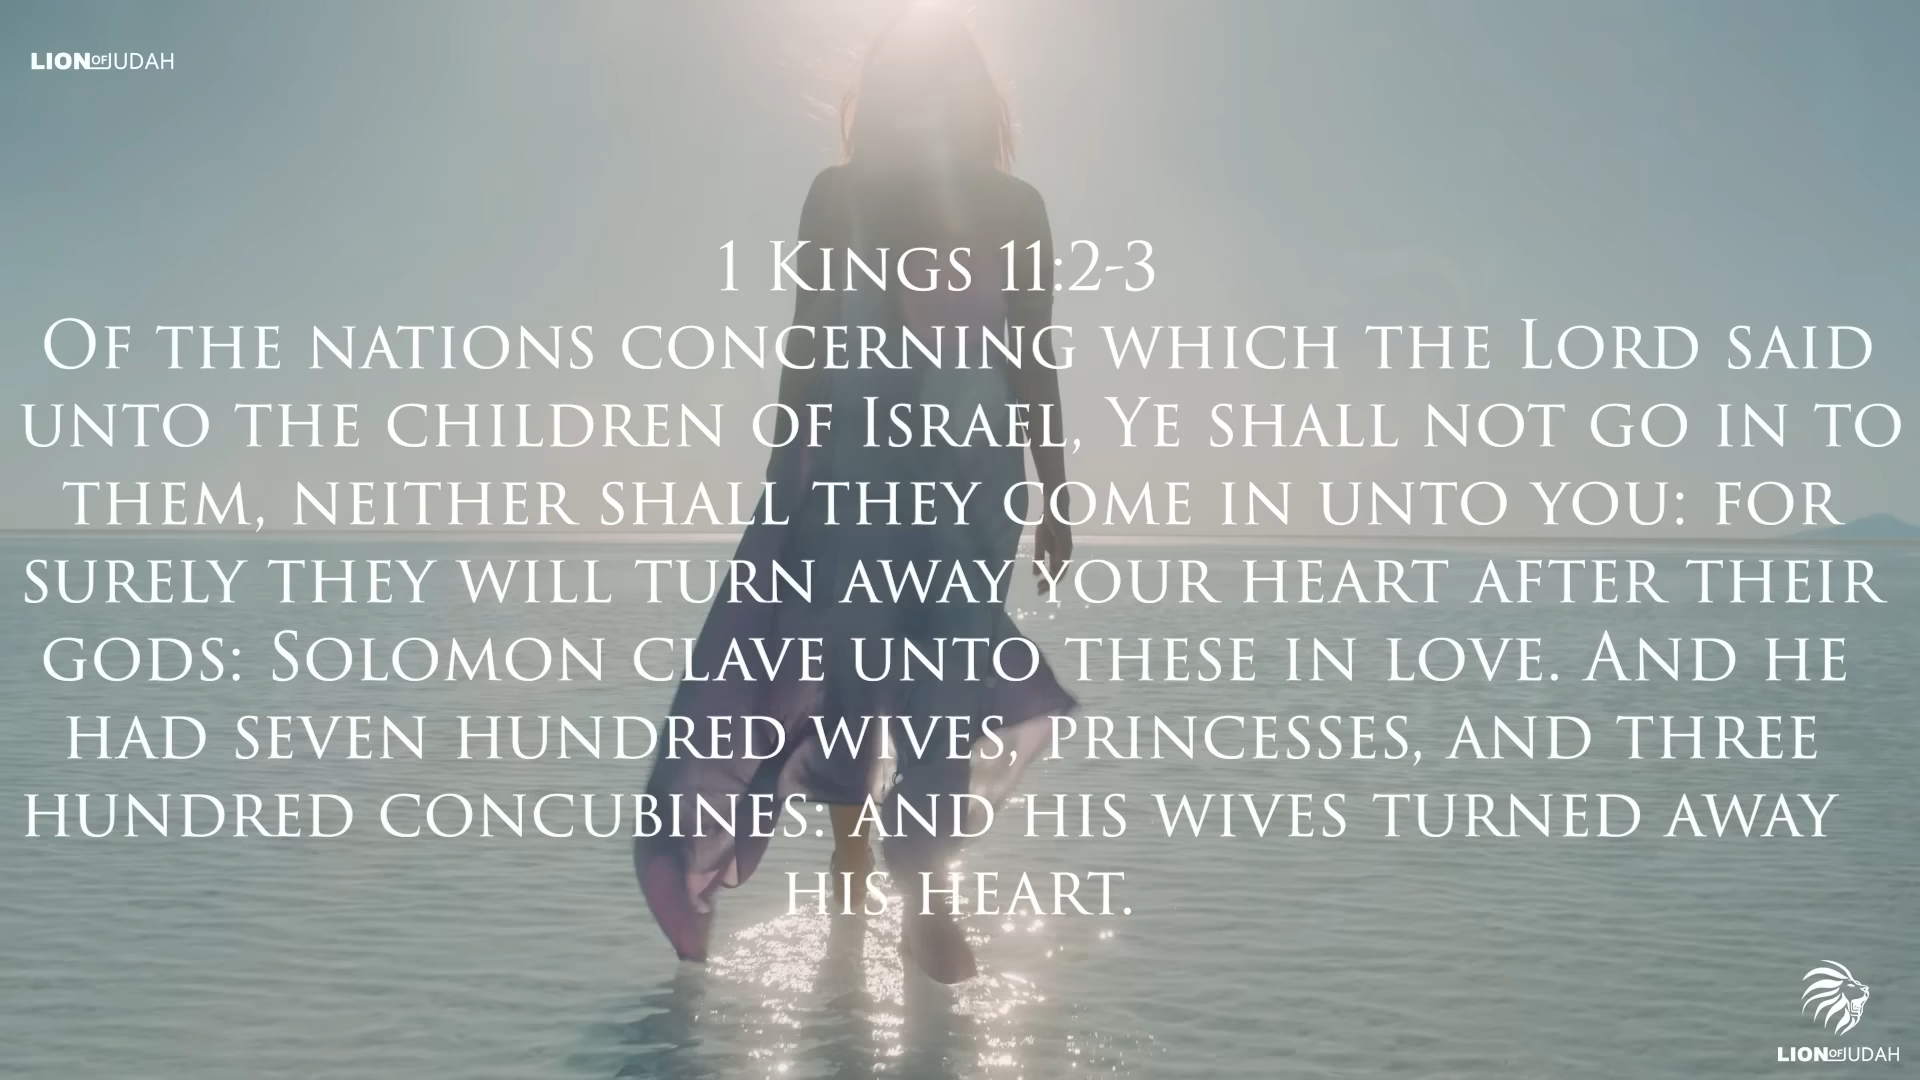 LION OF JUDAH
1 Kings 11:2-3
Of the nations concerning which the Lord said
unto the children of Israel, Ye shall not go in to
them, neither shall they come in unto you: for
surely they will turn away your heart after their
gods: Solomon clave unto these in love. And he
had seven hundred wives, princesses, and three
hundred concubines: and his wives turned away
his heart.
LION OF JUDAH